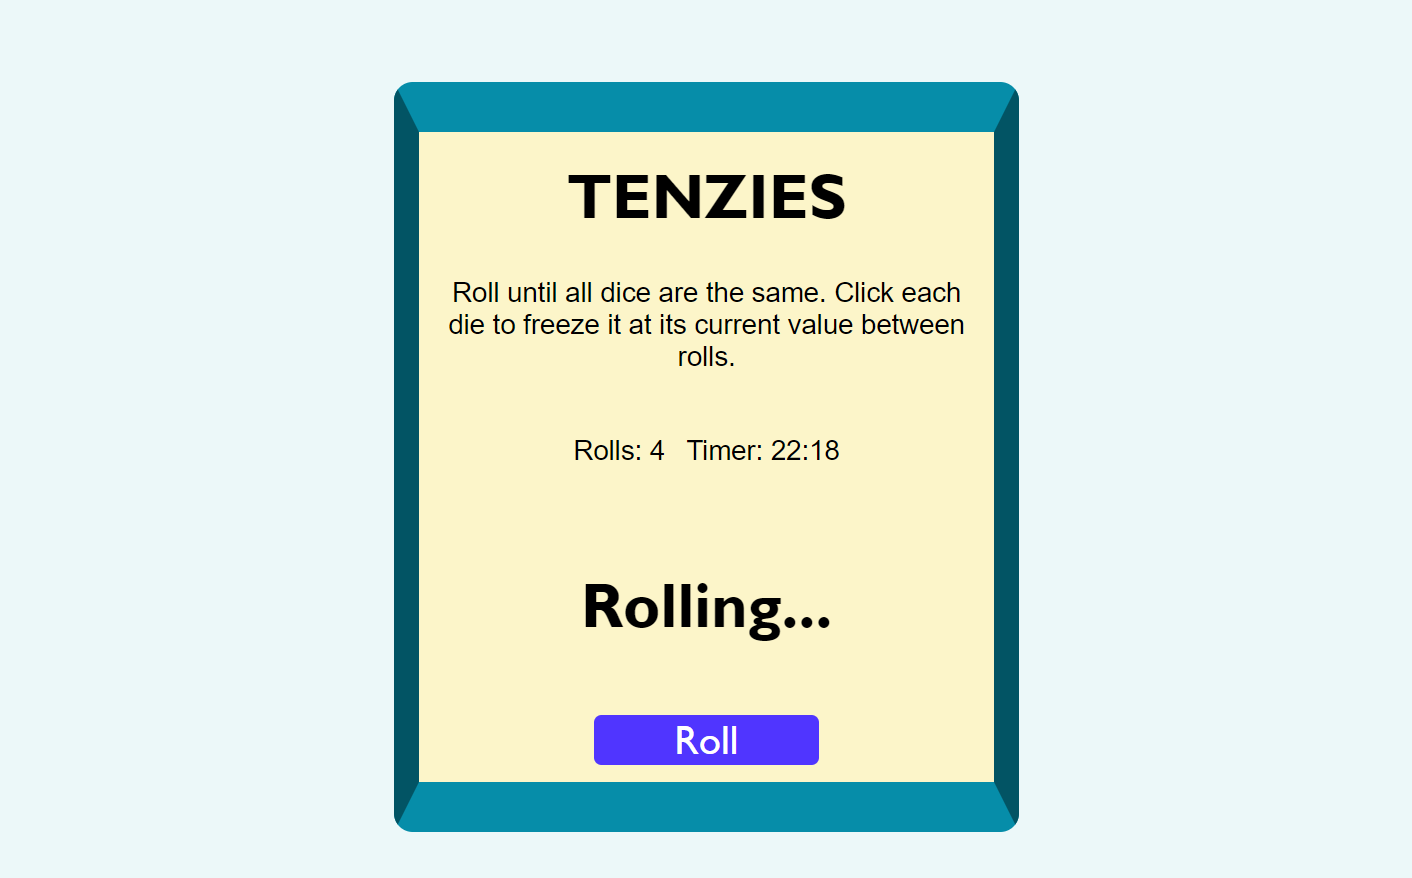 TENZIES
Roll until all dice are the same. Click each
die to freeze it at its current value between
rolls.
Rolls: 4 Timer: 22:18
Rolling...
Roll